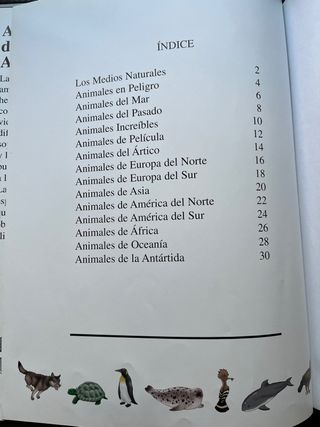 ÍNDICE
Los Medios Naturales 2
Animales en Peligro 4
Animales del Mar 6
Animales del Pasado 8
Animales Increíbles 10
Animales de Película 12
Animales del Ártico 14
Animales de Europa del Norte 16
Animales de Europa del Sur 18
Animales de Asia 20
Animales de América del Norte 22
Animales de América del Sur 24
Animales de África 26
Animales de Oceanía 28
Animales de la Antártida 30